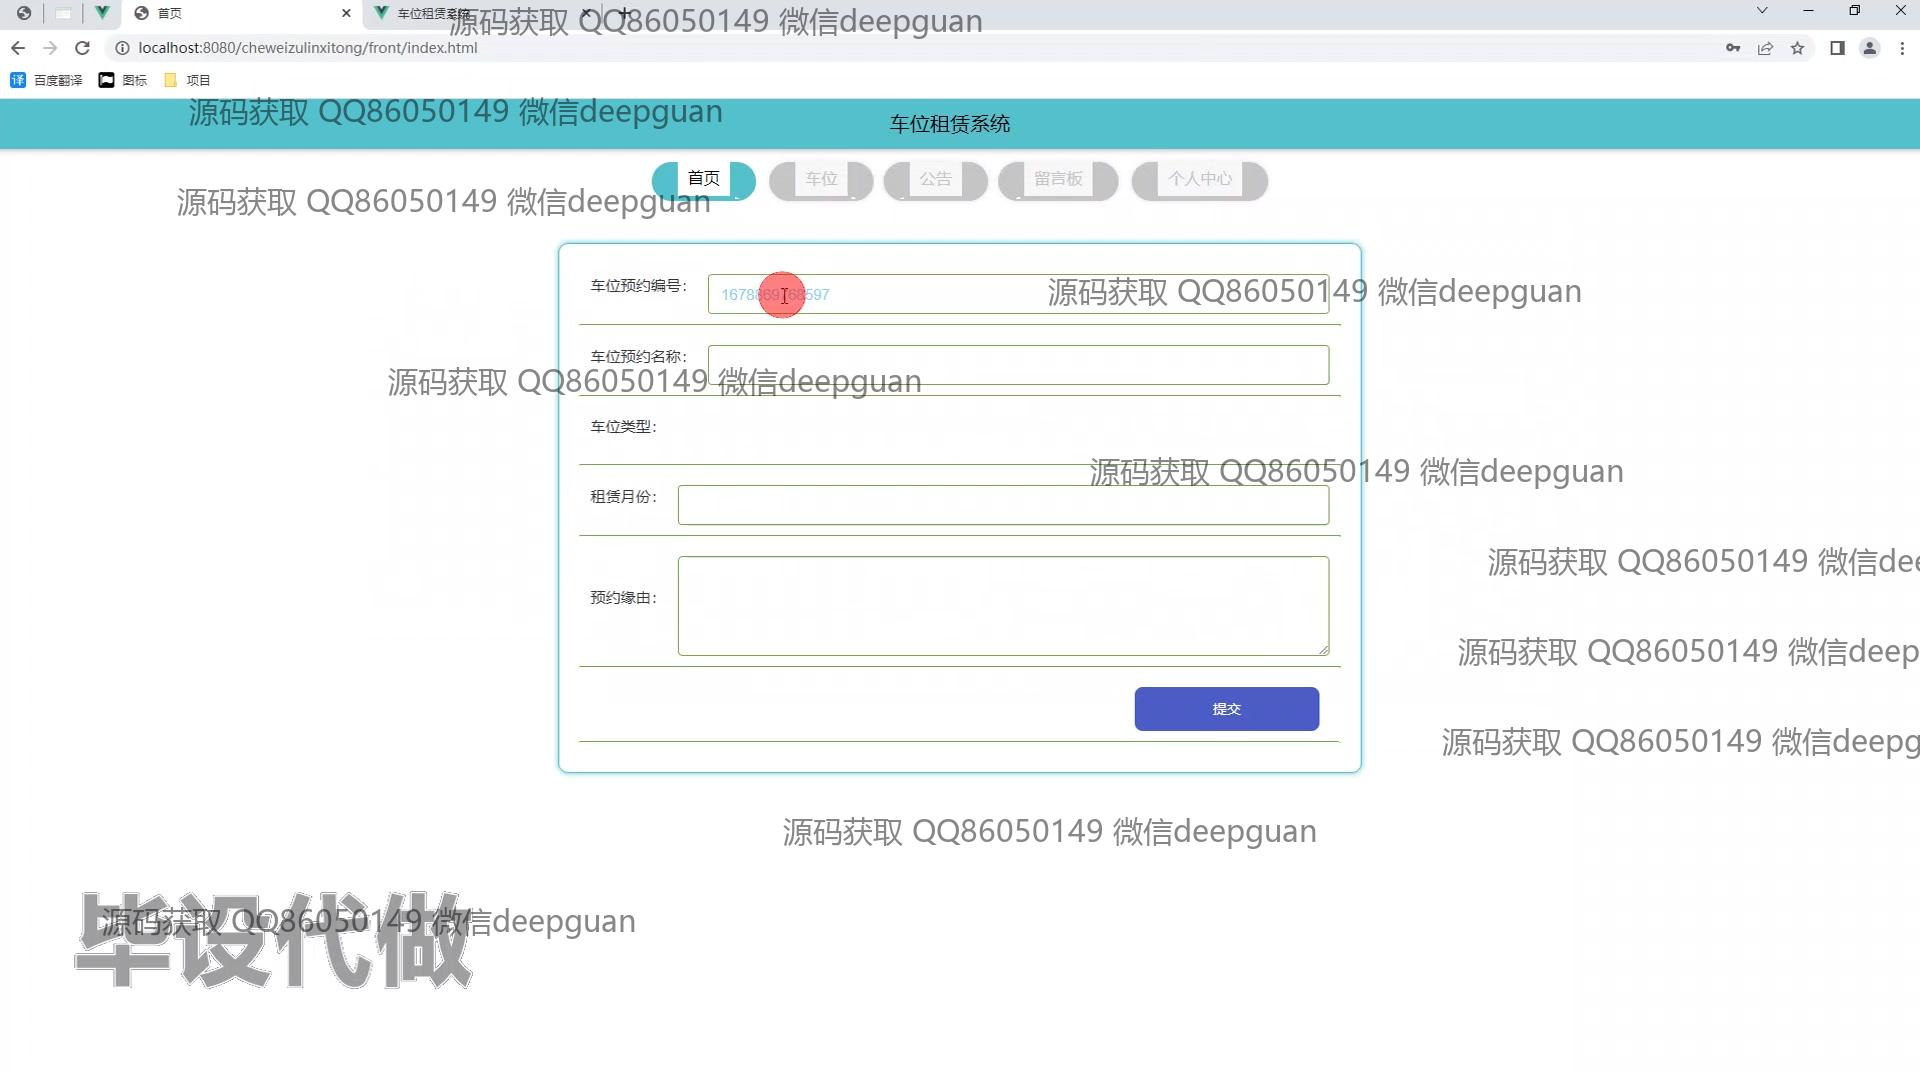 首页
车位租赁系统
源码获取 QQ86050149 微信deepguan
localhost:8080/cheweizulinxitong/front/index.html
百度翻译
图标
项目
源码获取 QQ86050149 微信deepguan
车位租赁系统
首页
车位
公告
留言板
个人中心
源码获取 QQ86050149 微信deepguan
车位预约编号：
源码获取 QQ86050149 微信deepguan
车位预约名称：
源码获取 QQ86050149 微信deepguan
车位类型：
源码获取 QQ86050149 微信deepguan
租赁月份：
源码获取 QQ86050149 微信dee
预约缘由：
源码获取 QQ86050149 微信deep
提交
源码获取 QQ86050149 微信deepg
源码获取 QQ86050149 微信deepguan
源码获取 QQ86050149 微信deepguan
毕设代做